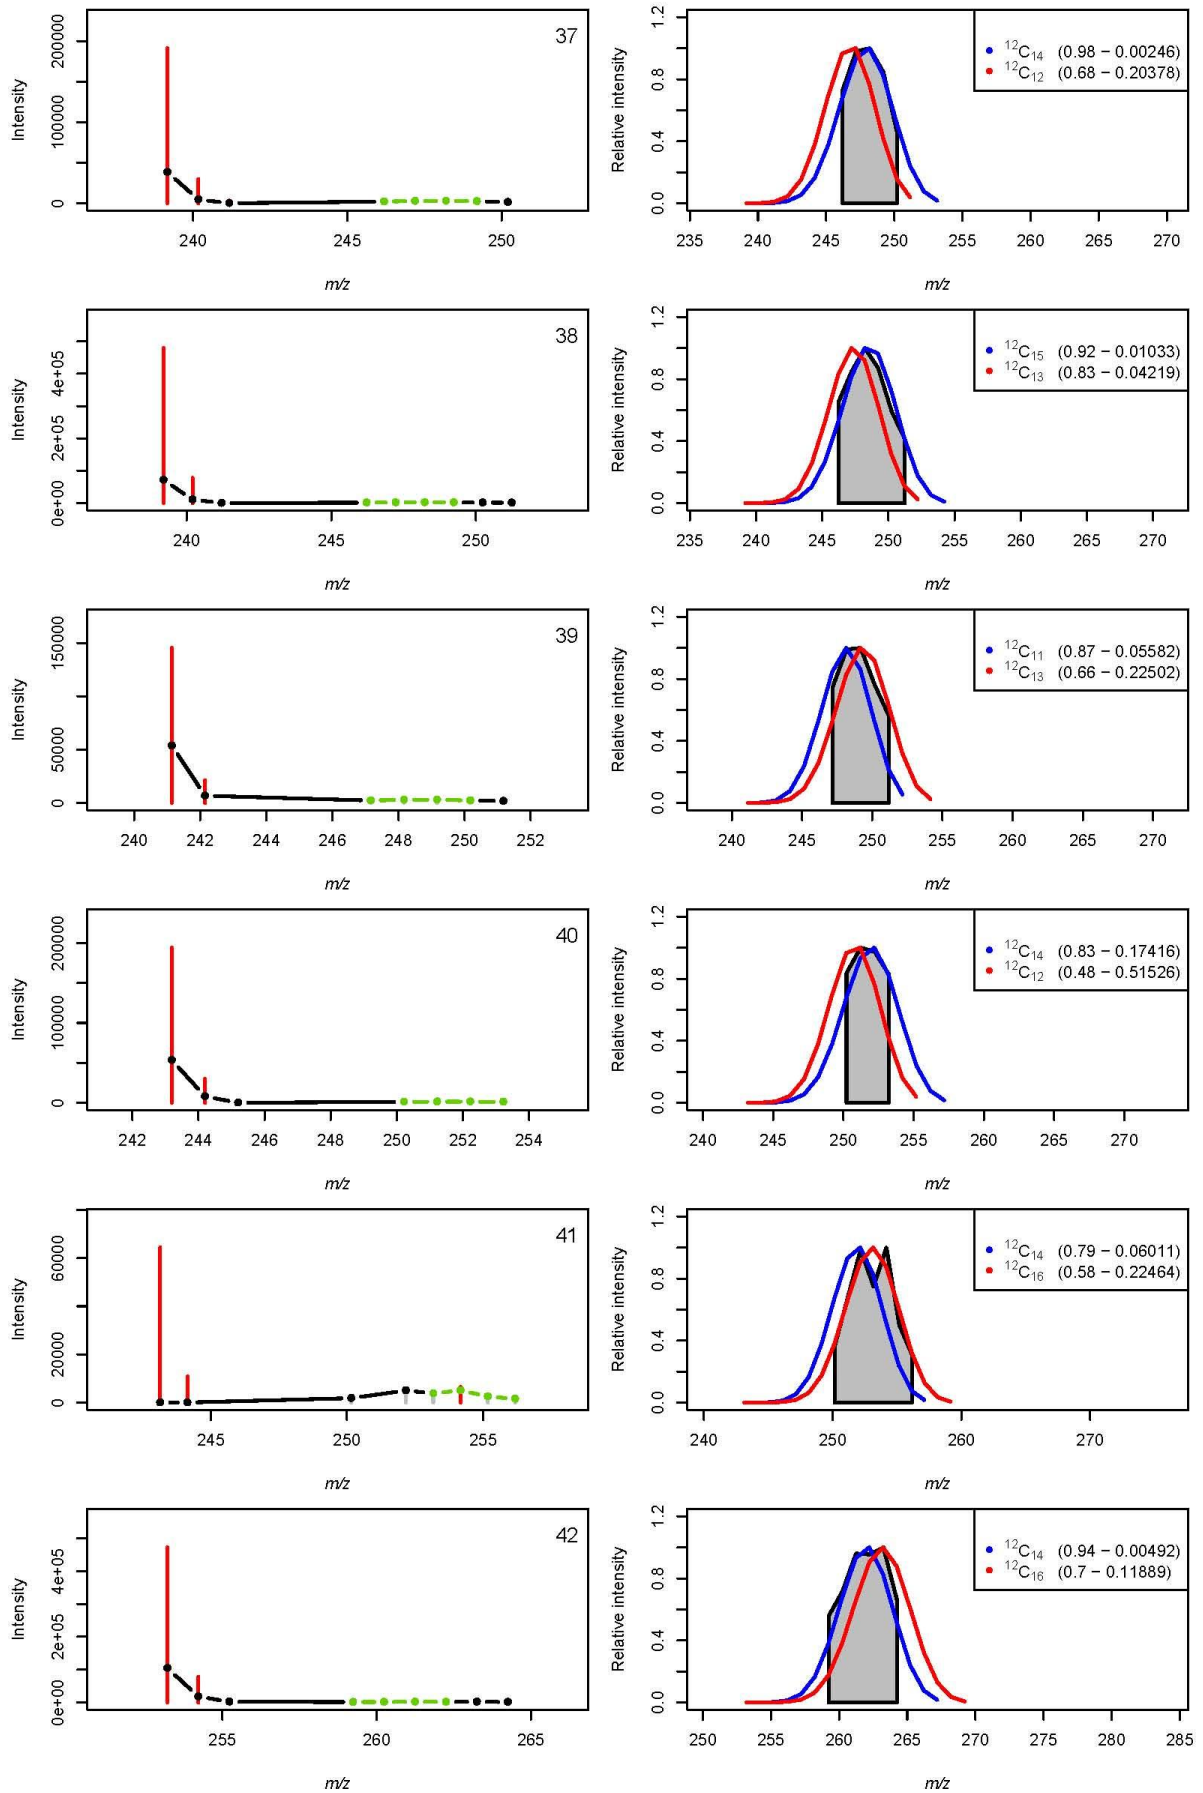 37
Intensity
0
100000
200000
240
245
250
m/z
Relative intensity
0.0
0.4
0.8
1.2
235
240
245
250
255
260
265
270
m/z
12C14 (0.98 − 0.00246)
12C12 (0.68 − 0.20378)
38
Intensity
0e+00
2e+05
4e+05
240
245
250
m/z
Relative intensity
0.0
0.4
0.8
1.2
235
240
245
250
255
260
265
270
m/z
12C15 (0.92 − 0.01033)
12C13 (0.83 − 0.04219)
39
Intensity
0
50000
150000
240
242
244
246
248
250
252
m/z
Relative intensity
0.0
0.4
0.8
1.2
240
245
250
255
260
265
270
m/z
12C11 (0.87 − 0.05582)
12C13 (0.66 − 0.22502)
40
Intensity
0
100000
200000
242
244
246
248
250
252
254
m/z
Relative intensity
0.0
0.4
0.8
1.2
240
245
250
255
260
265
270
m/z
12C14 (0.83 − 0.17416)
12C12 (0.48 − 0.51526)
41
Intensity
0
20000
60000
245
250
255
m/z
Relative intensity
0.0
0.4
0.8
1.2
240
250
260
270
m/z
12C14 (0.79 − 0.06011)
12C16 (0.58 − 0.22464)
42
Intensity
0e+00
2e+05
4e+05
255
260
265
m/z
Relative intensity
0.0
0.4
0.8
1.2
250
255
260
265
270
275
280
285
m/z
12C14 (0.94 − 0.00492)
12C16 (0.7 − 0.11889)